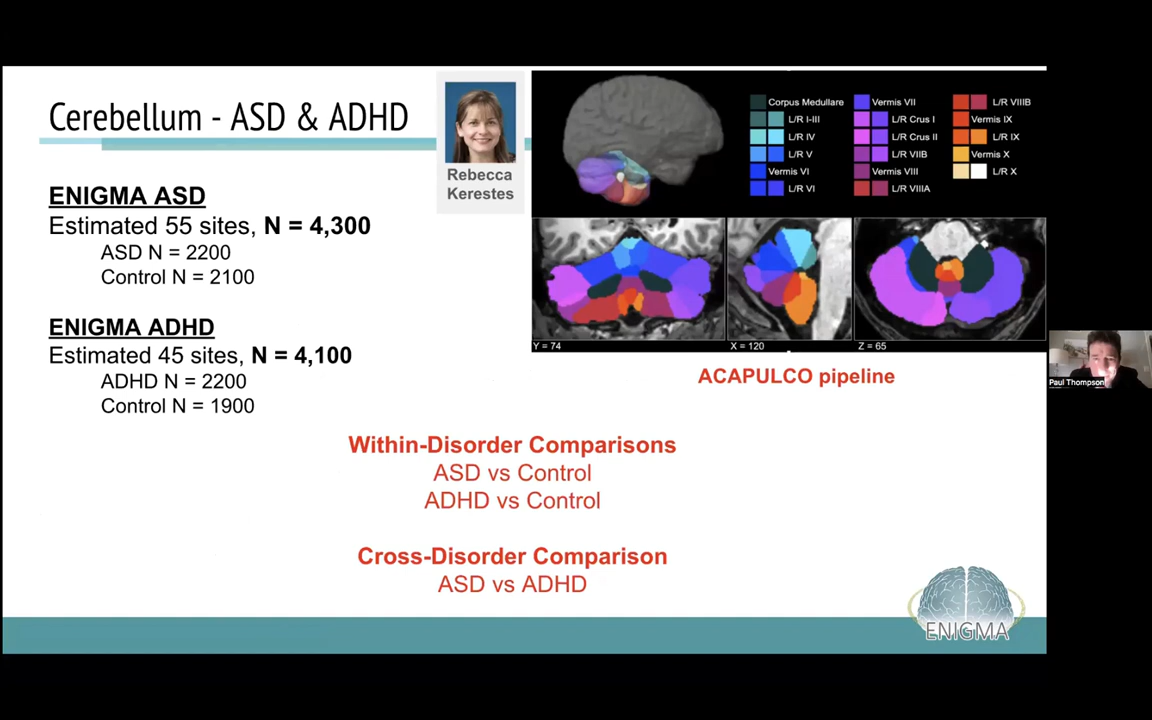 Cerebellum - ASD & ADHD
Rebecca
Kerestes
ENIGMA ASD
Estimated 55 sites, N = 4,300
ASD N = 2200
Control N = 2100
ENIGMA ADHD
Estimated 45 sites, N = 4,100
ADHD N = 2200
Control N = 1900
Corpus Medullare
L/R I-III
L/R IV
L/R V
Vermis VI
L/R VI
Vermis VII
L/R Crus I
L/R Crus II
L/R VIIB
Vermis VIII
L/R VIIIA
L/R VIIIB
Vermis IX
L/R IX
Vermis X
L/R X
Y = 74
X = 120
Z = 65
ACAPULCO pipeline
Paul Thompson
Within-Disorder Comparisons
ASD vs Control
ADHD vs Control
Cross-Disorder Comparison
ASD vs ADHD
ENIGMA